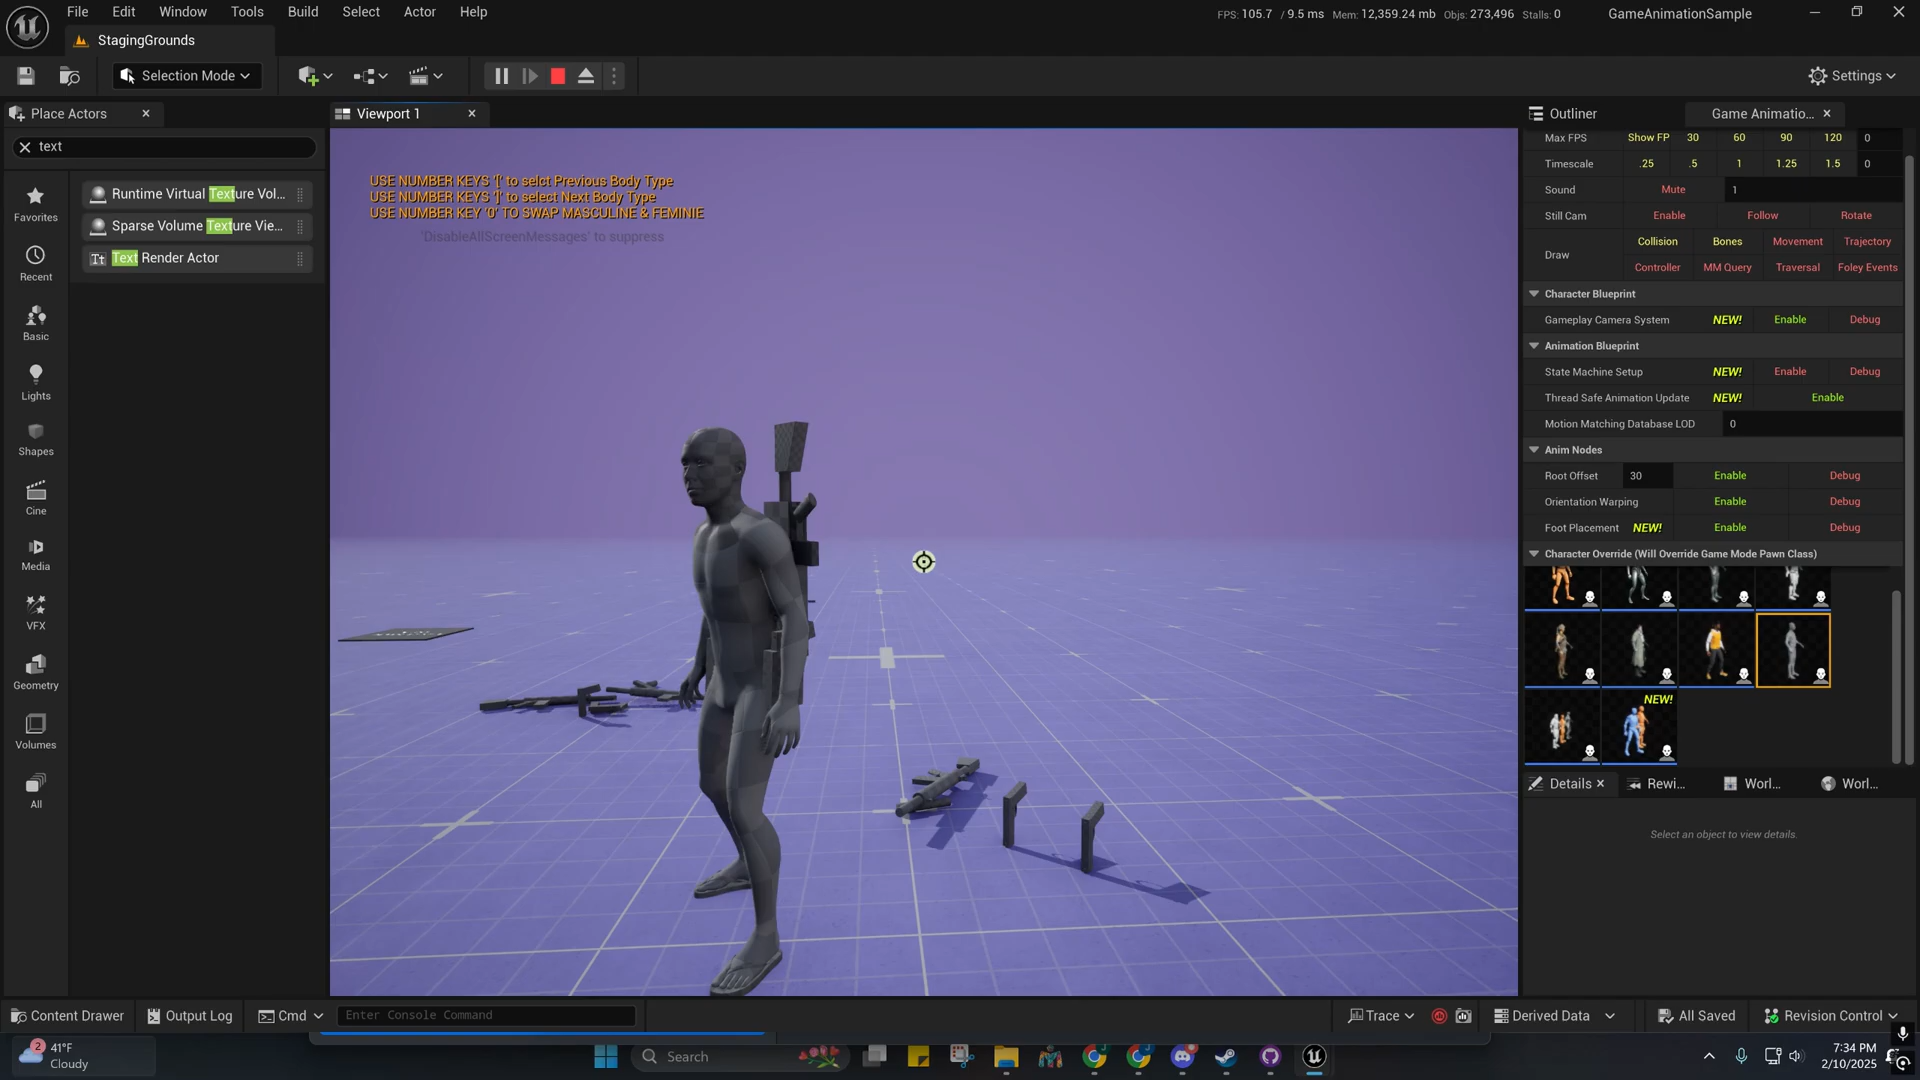 File Edit Window Tools Build Select Actor Help
FPS: 105.7 / 9.5 ms Mem: 12,359.24 mb Objs: 273,496 Stalls: 0
GameAnimationSample
StagingGrounds
Selection Mode
Settings
Place Actors
Viewport 1
Outliner
Game Animatio...
text
Favorites
Recent
Basic
Lights
Shapes
Cine
Media
VFX
Geometry
Volumes
All
Runtime Virtual Texture Vol...
Sparse Volume Texture Vie...
Tt Text Render Actor
USE NUMBER KEYS '[' to selct Previous Body Type
USE NUMBER KEYS ']' to select Next Body Type
USE NUMBER KEY '0' TO SWAP MASCULINE & FEMINIE
'DisableAllScreenMessages' to suppress
Max FPS Show FP 30 60 90 120 0
Timescale .25 .5 1 1.25 1.5 0
Sound Mute 1
Still Cam Enable Follow Rotate
Draw Collision Bones Movement Trajectory
Controller MM Query Traversal Foley Events
Character Blueprint
Gameplay Camera System NEW! Enable Debug
Animation Blueprint
State Machine Setup NEW! Enable Debug
Thread Safe Animation Update NEW! Enable
Motion Matching Database LOD 0
Anim Nodes
Root Offset 30 Enable Debug
Orientation Warping Enable Debug
Foot Placement NEW! Enable Debug
Character Override (Will Override Game Mode Pawn Class)
NEW!
Details Rewi... Worl... Worl...
Select an object to view details.
Content Drawer Output Log Cmd Enter Console Command
Trace Derived Data All Saved Revision Control
2 41°F
Cloudy
Search
7:34 PM
2/10/2025